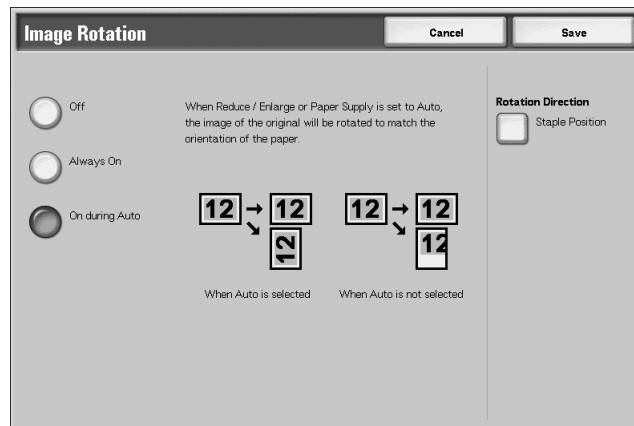 Image Rotation
Cancel
Save
Off
Always On
On during Auto
When Reduce / Enlarge or Paper Supply is set to Auto,
the image of the original will be rotated to match the
orientation of the paper.
12 → 12
12
When Auto is selected
12 → 12
12
When Auto is not selected
Rotation Direction
Staple Position